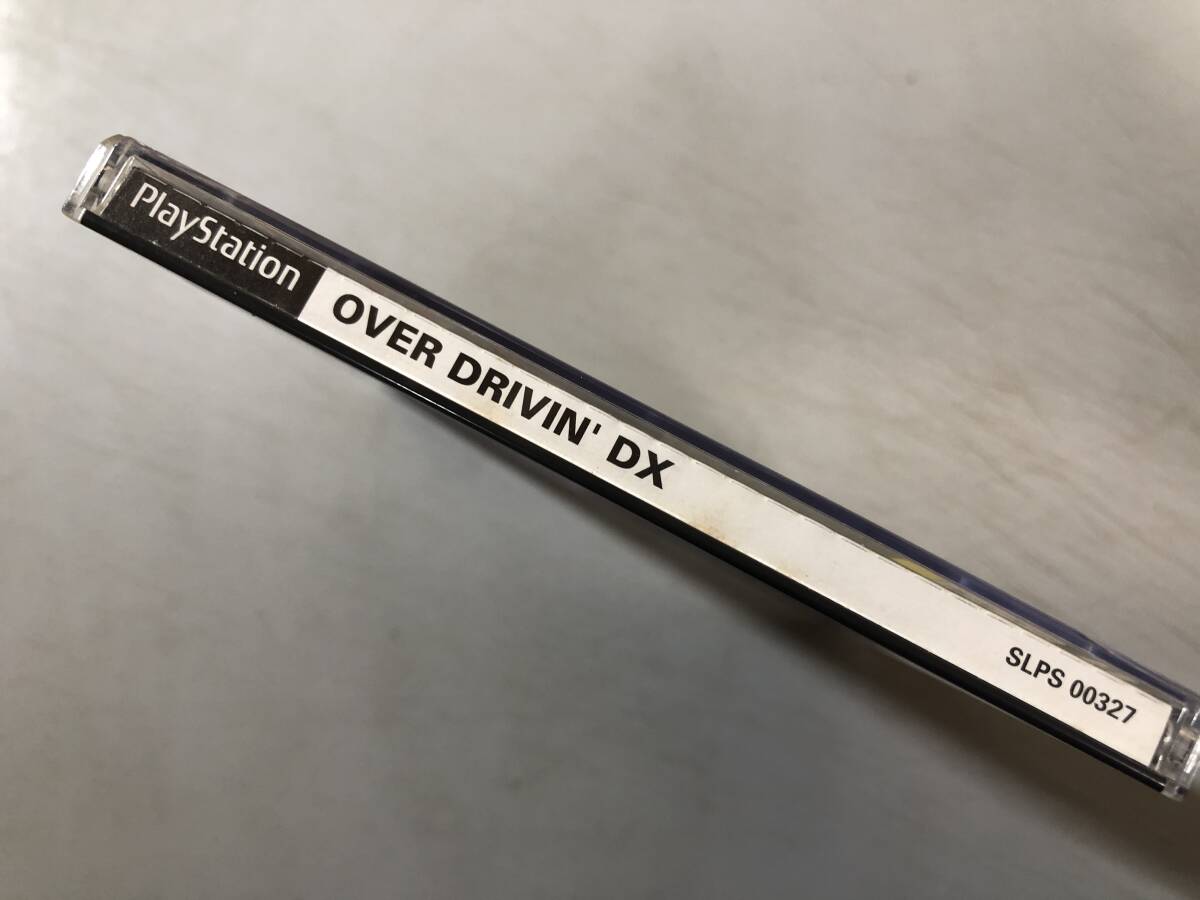 PlayStation
OVER DRIVIN' DX
SLPS 00327